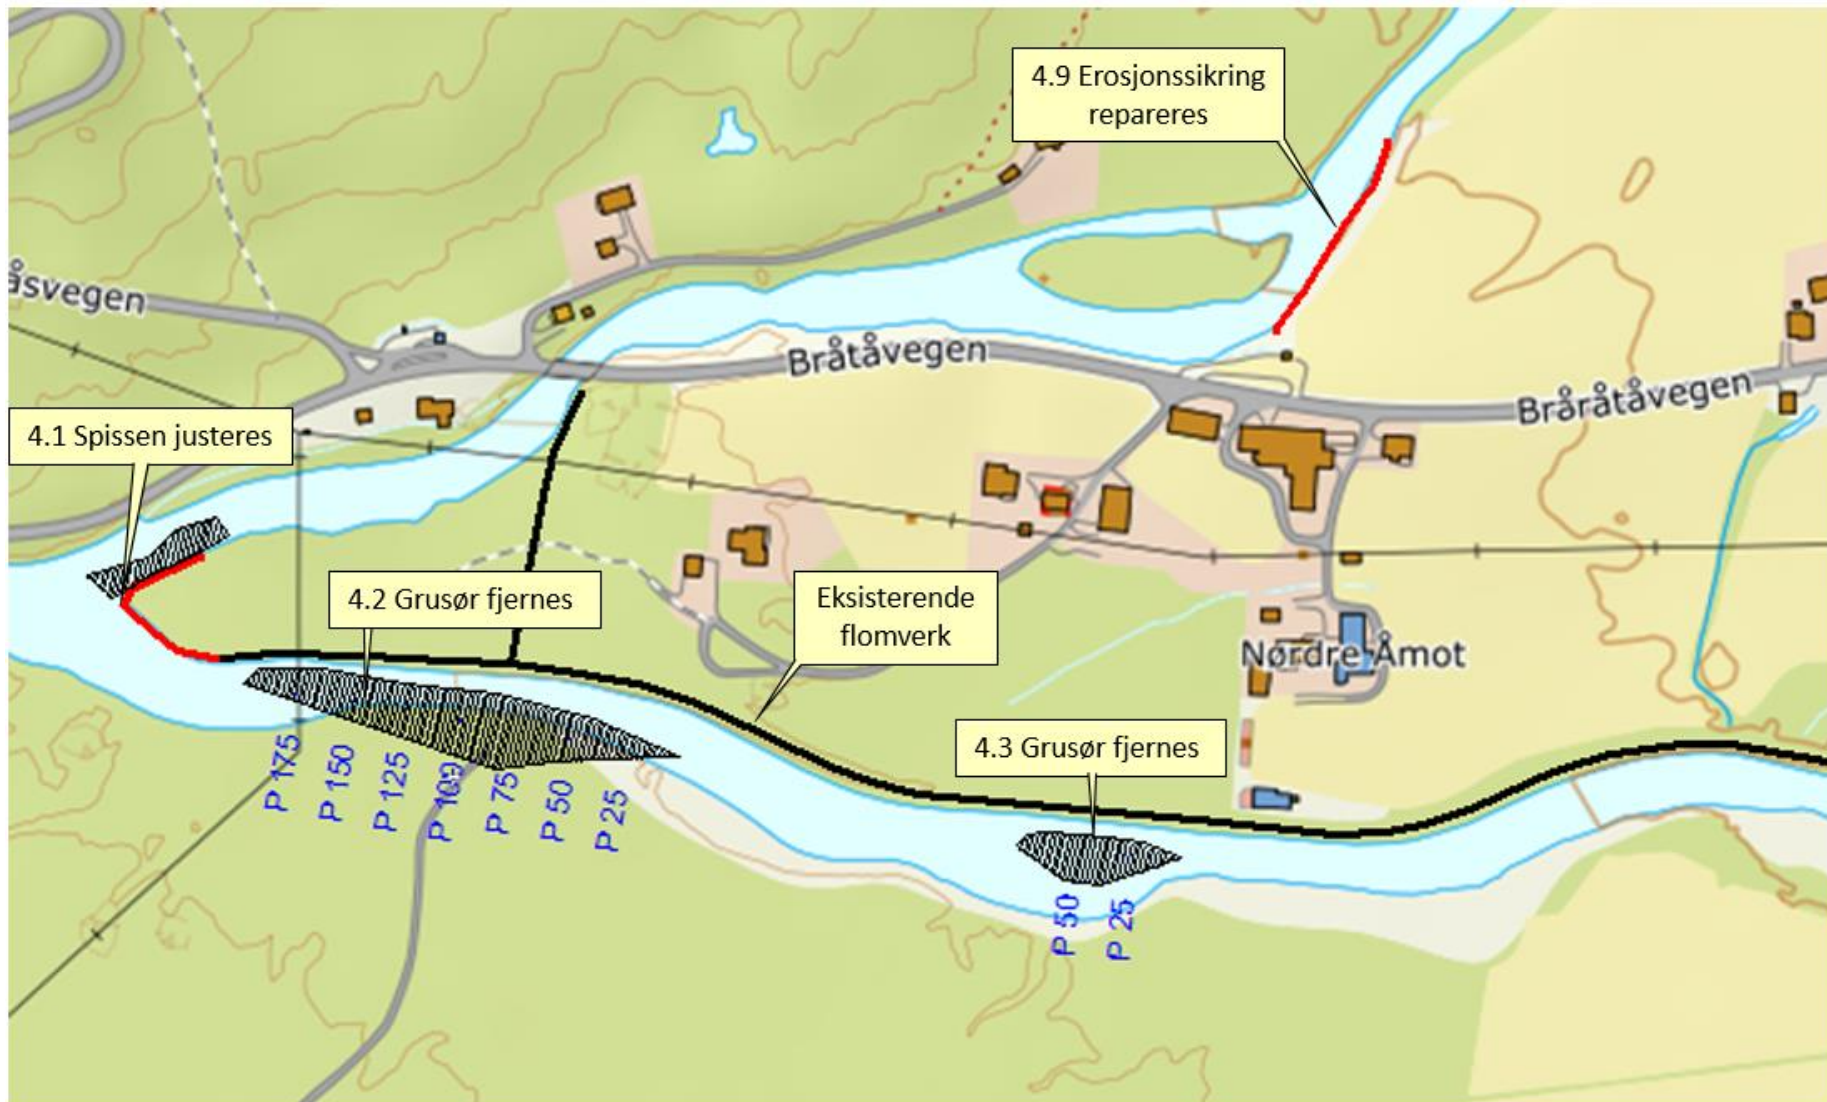 4.9 Erosjonssikring
repareres
åsvegen
Bråtåvegen
Bråråtåvegen
4.1 Spissen justeres
4.2 Grusør fjernes
Eksisterende
flomverk
Nørdre Åmot
4.3 Grusør fjernes
P 175
P 150
P 125
P 100
P 75
P 50
P 25
P 50
P 25